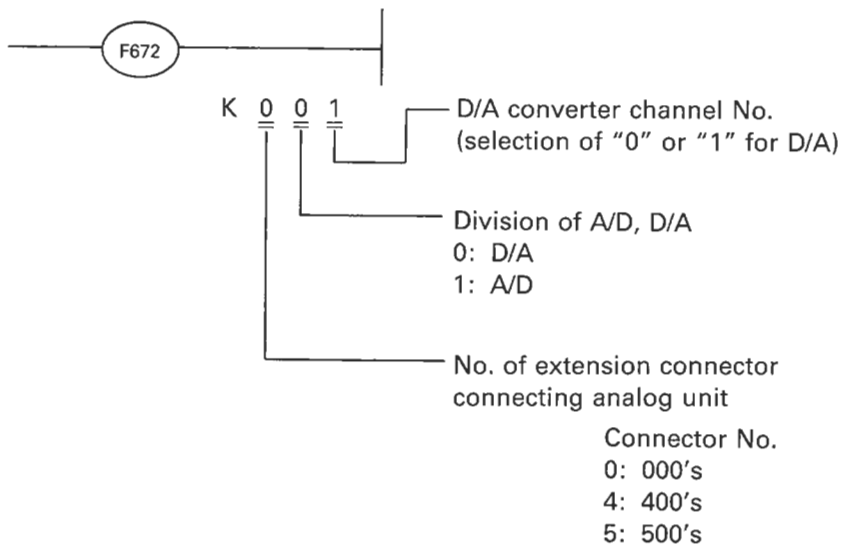 F672
K 0 0 1
D/A converter channel No.
(selection of "0" or "1" for D/A)
Division of A/D, D/A
0: D/A
1: A/D
No. of extension connector
connecting analog unit
Connector No.
0: 000's
4: 400's
5: 500's